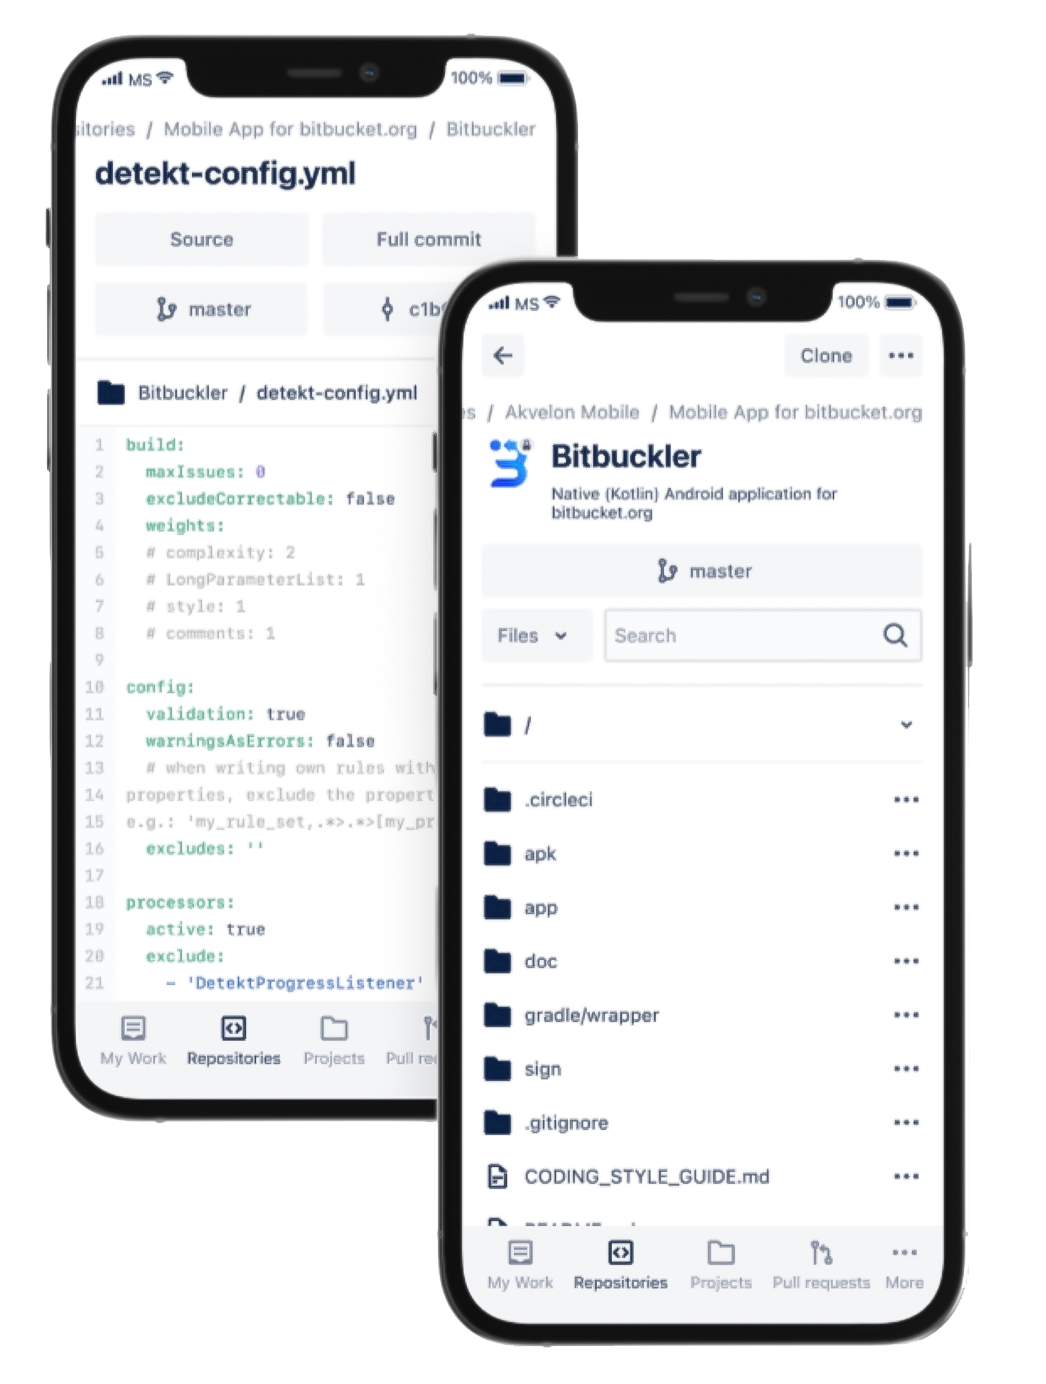 MS 100%
/ Mobile App for bitbucket.org / Bitbuckler
detekt-config.yml
Source Full commit
master
Bitbuckler / detekt-config.yml
1 build:
2 maxIssues: 0
3 excludeCorrectable: false
4 weights:
5 # complexity: 2
6 # LongParameterList: 1
7 # style: 1
8 # comments: 1
9
10 config:
11 validation: true
12 warningsAsErrors: false
13 # when writing own rules with
14 properties, exclude the propert
15 e.g.: 'my_rule_set,.*>.*>[my_pr
16 excludes: ''
17
18 processors:
19 active: true
20 exclude:
21 - 'DetektProgressListener'
My Work Repositories Projects Pull
MS 100%
Clone
/ Akvelon Mobile / Mobile App for bitbucket.org
Bitbuckler
Native (Kotlin) Android application for
bitbucket.org
master
Files Search
/
.circleci
apk
app
doc
gradle/wrapper
sign
.gitignore
CODING_STYLE_GUIDE.md
My Work Repositories Projects Pull requests More